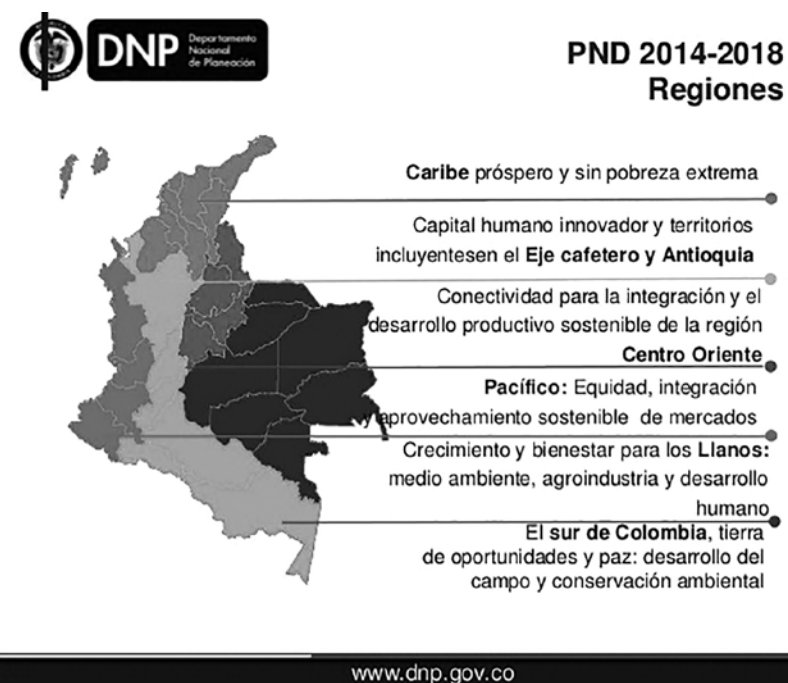 DNP
Departamento
Nacional
de Planeación
PND 2014-2018
Regiones
Caribe próspero y sin pobreza extrema
Capital humano innovador y territorios
incluyentesen el Eje cafetero y Antioquia
Conectividad para la integración y el
desarrollo productivo sostenible de la región
Centro Oriente
Pacífico: Equidad, integración
y aprovechamiento sostenible de mercados
Crecimiento y bienestar para los Llanos:
medio ambiente, agroindustria y desarrollo
humano
El sur de Colombia, tierra
de oportunidades y paz: desarrollo del
campo y conservación ambiental
www.dnp.gov.co